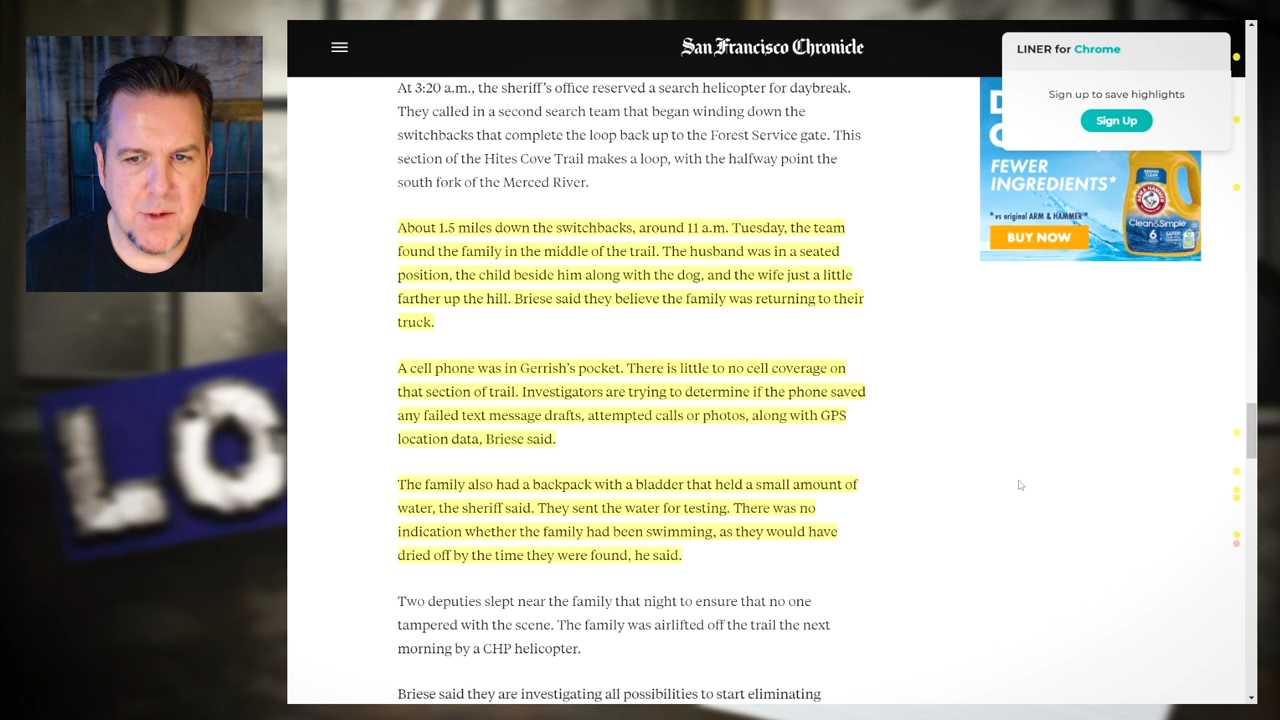 San Francisco Chronicle
LINER for Chrome
Sign up to save highlights
Sign Up
At 3:20 a.m., the sheriff's office reserved a search helicopter for daybreak.
They called in a second search team that began winding down the
switchbacks that complete the loop back up to the Forest Service gate. This
section of the Hites Cove Trail makes a loop, with the halfway point the
south fork of the Merced River.
About 1.5 miles down the switchbacks, around 11 a.m. Tuesday, the team
found the family in the middle of the trail. The husband was in a seated
position, the child beside him along with the dog, and the wife just a little
farther up the hill. Briese said they believe the family was returning to their
truck.
A cell phone was in Gerrish's pocket. There is little to no cell coverage on
that section of trail. Investigators are trying to determine if the phone saved
any failed text message drafts, attempted calls or photos, along with GPS
location data, Briese said.
The family also had a backpack with a bladder that held a small amount of
water, the sheriff said. They sent the water for testing. There was no
indication whether the family had been swimming, as they would have
dried off by the time they were found, he said.
Two deputies slept near the family that night to ensure that no one
tampered with the scene. The family was airlifted off the trail the next
morning by a CHP helicopter.
Briese said they are investigating all possibilities to start eliminating
FEWER
INGREDIENTS*
*vs original ARM & HAMMER™
BUY NOW
ARM & HAMMER
Clean&Simple
6
LO